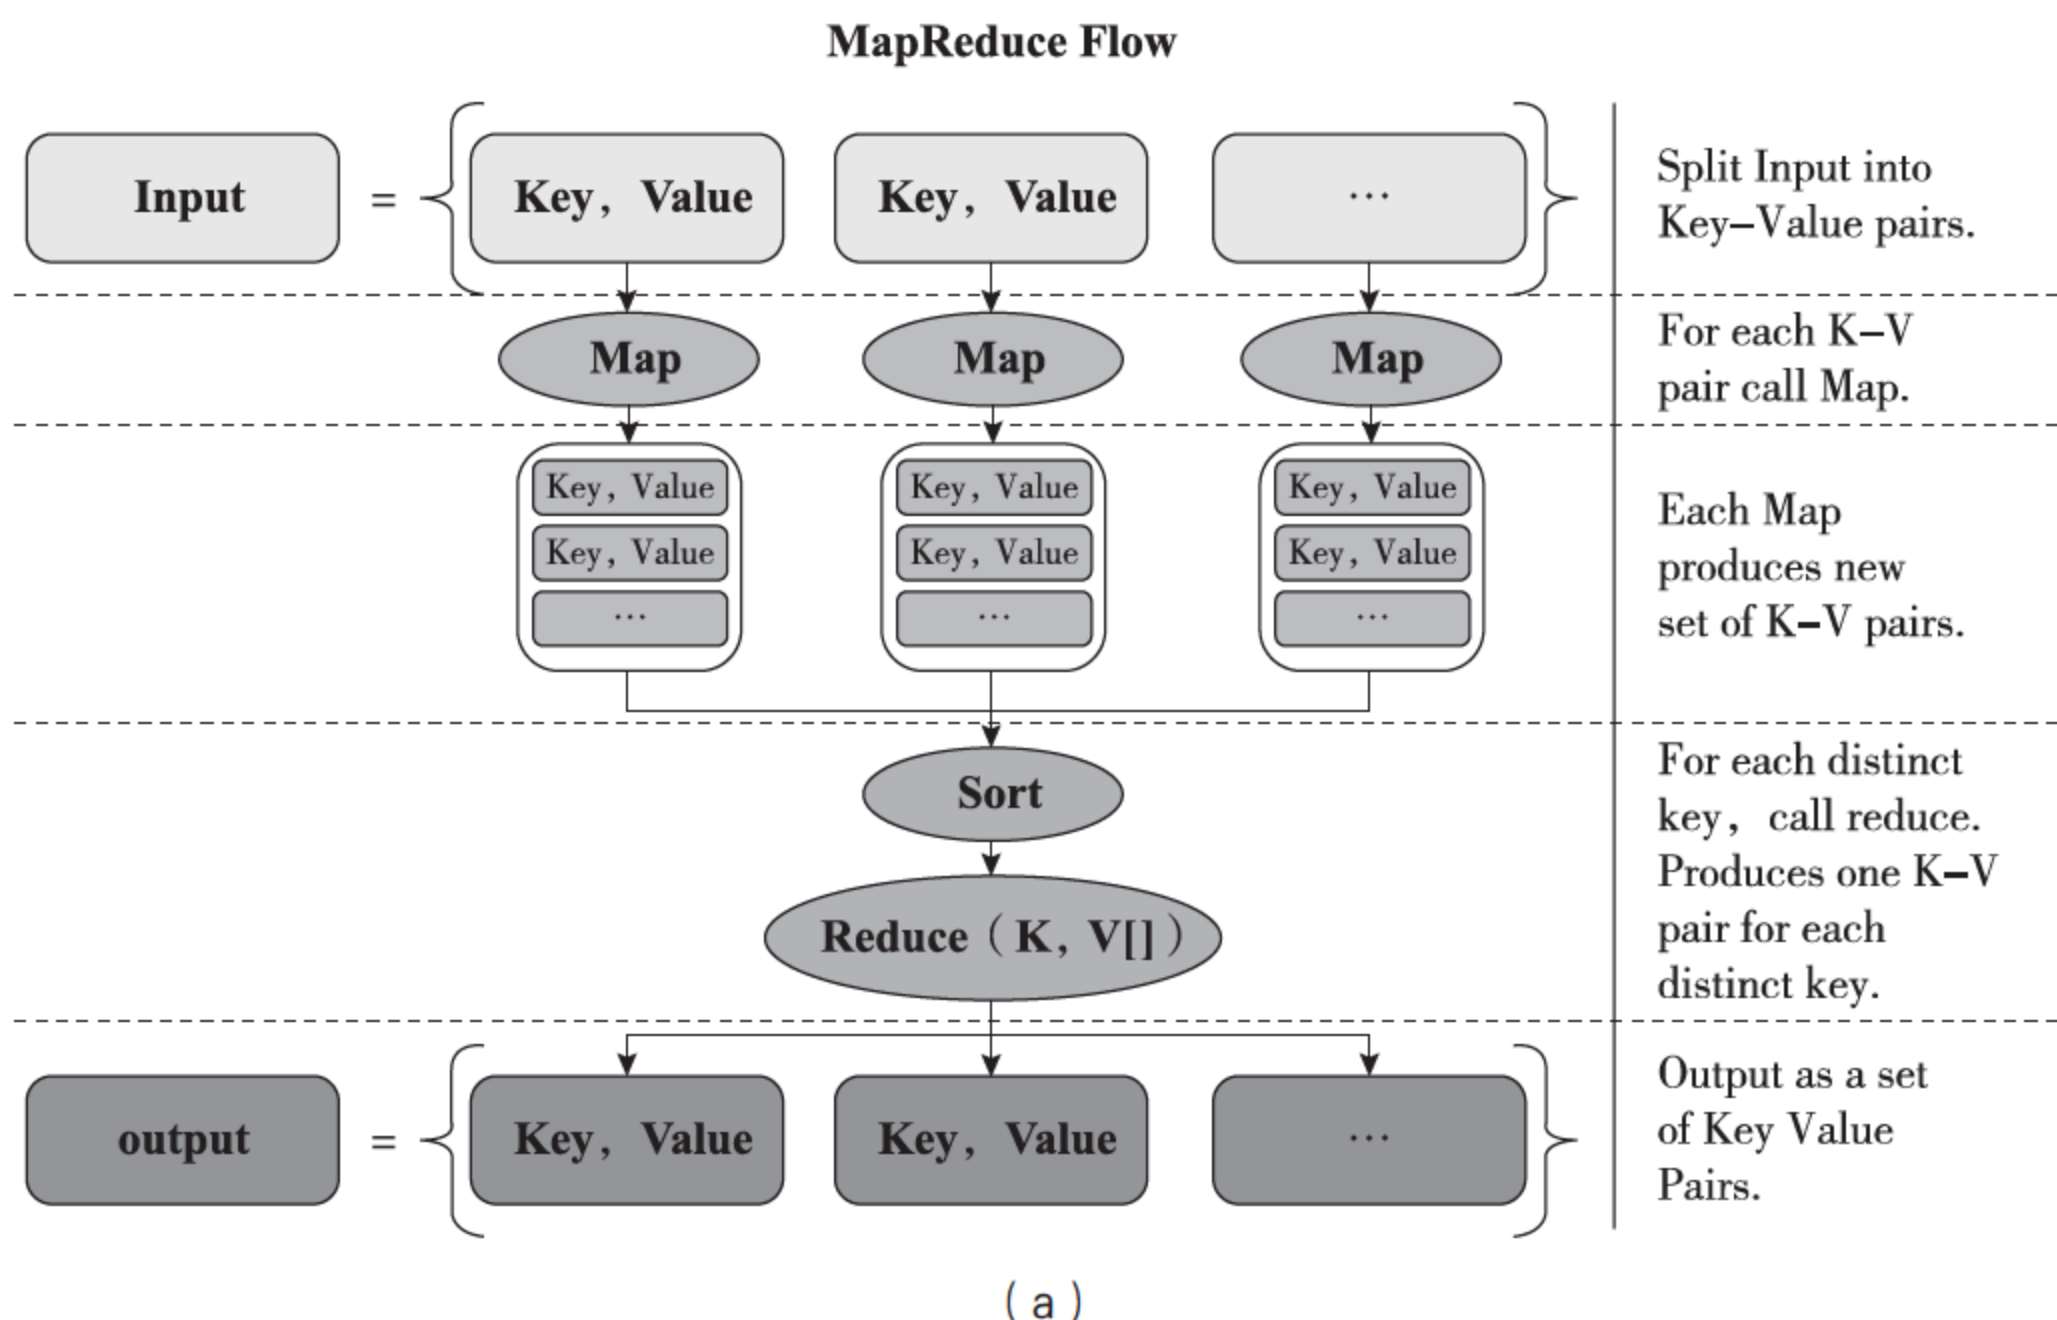 MapReduce Flow
Input = Key, Value Key, Value ...
Split Input into
Key–Value pairs.
Map Map Map
For each K–V
pair call Map.
Key, Value Key, Value Key, Value
Key, Value Key, Value Key, Value
... ... ...
Each Map
produces new
set of K–V pairs.
Sort
Reduce (K, V[])
For each distinct
key, call reduce.
Produces one K–V
pair for each
distinct key.
output = Key, Value Key, Value ...
Output as a set
of Key Value
Pairs.
(a)